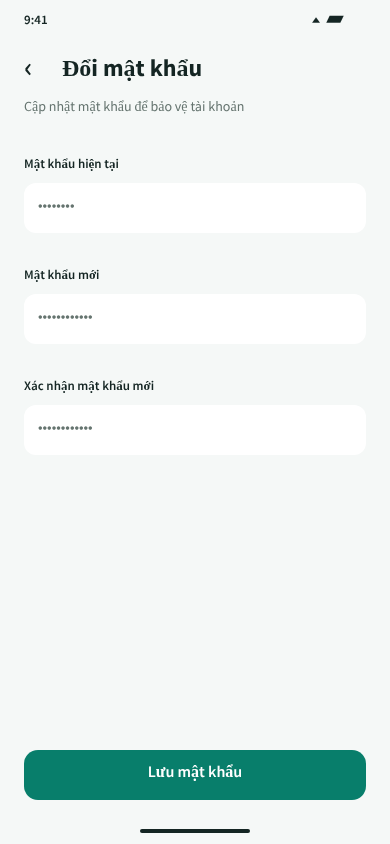 9:41
Đổi mật khẩu
Cập nhật mật khẩu để bảo vệ tài khoản
Mật khẩu hiện tại
••••••••
Mật khẩu mới
••••••••••••
Xác nhận mật khẩu mới
••••••••••••
Lưu mật khẩu